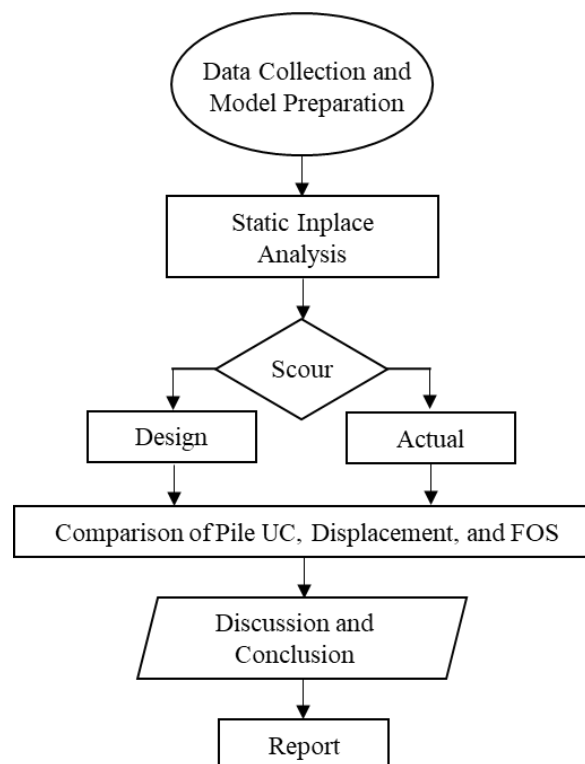 Data Collection and
Model Preparation
Static Inplace
Analysis
Scour
Design
Actual
Comparison of Pile UC, Displacement, and FOS
Discussion and
Conclusion
Report